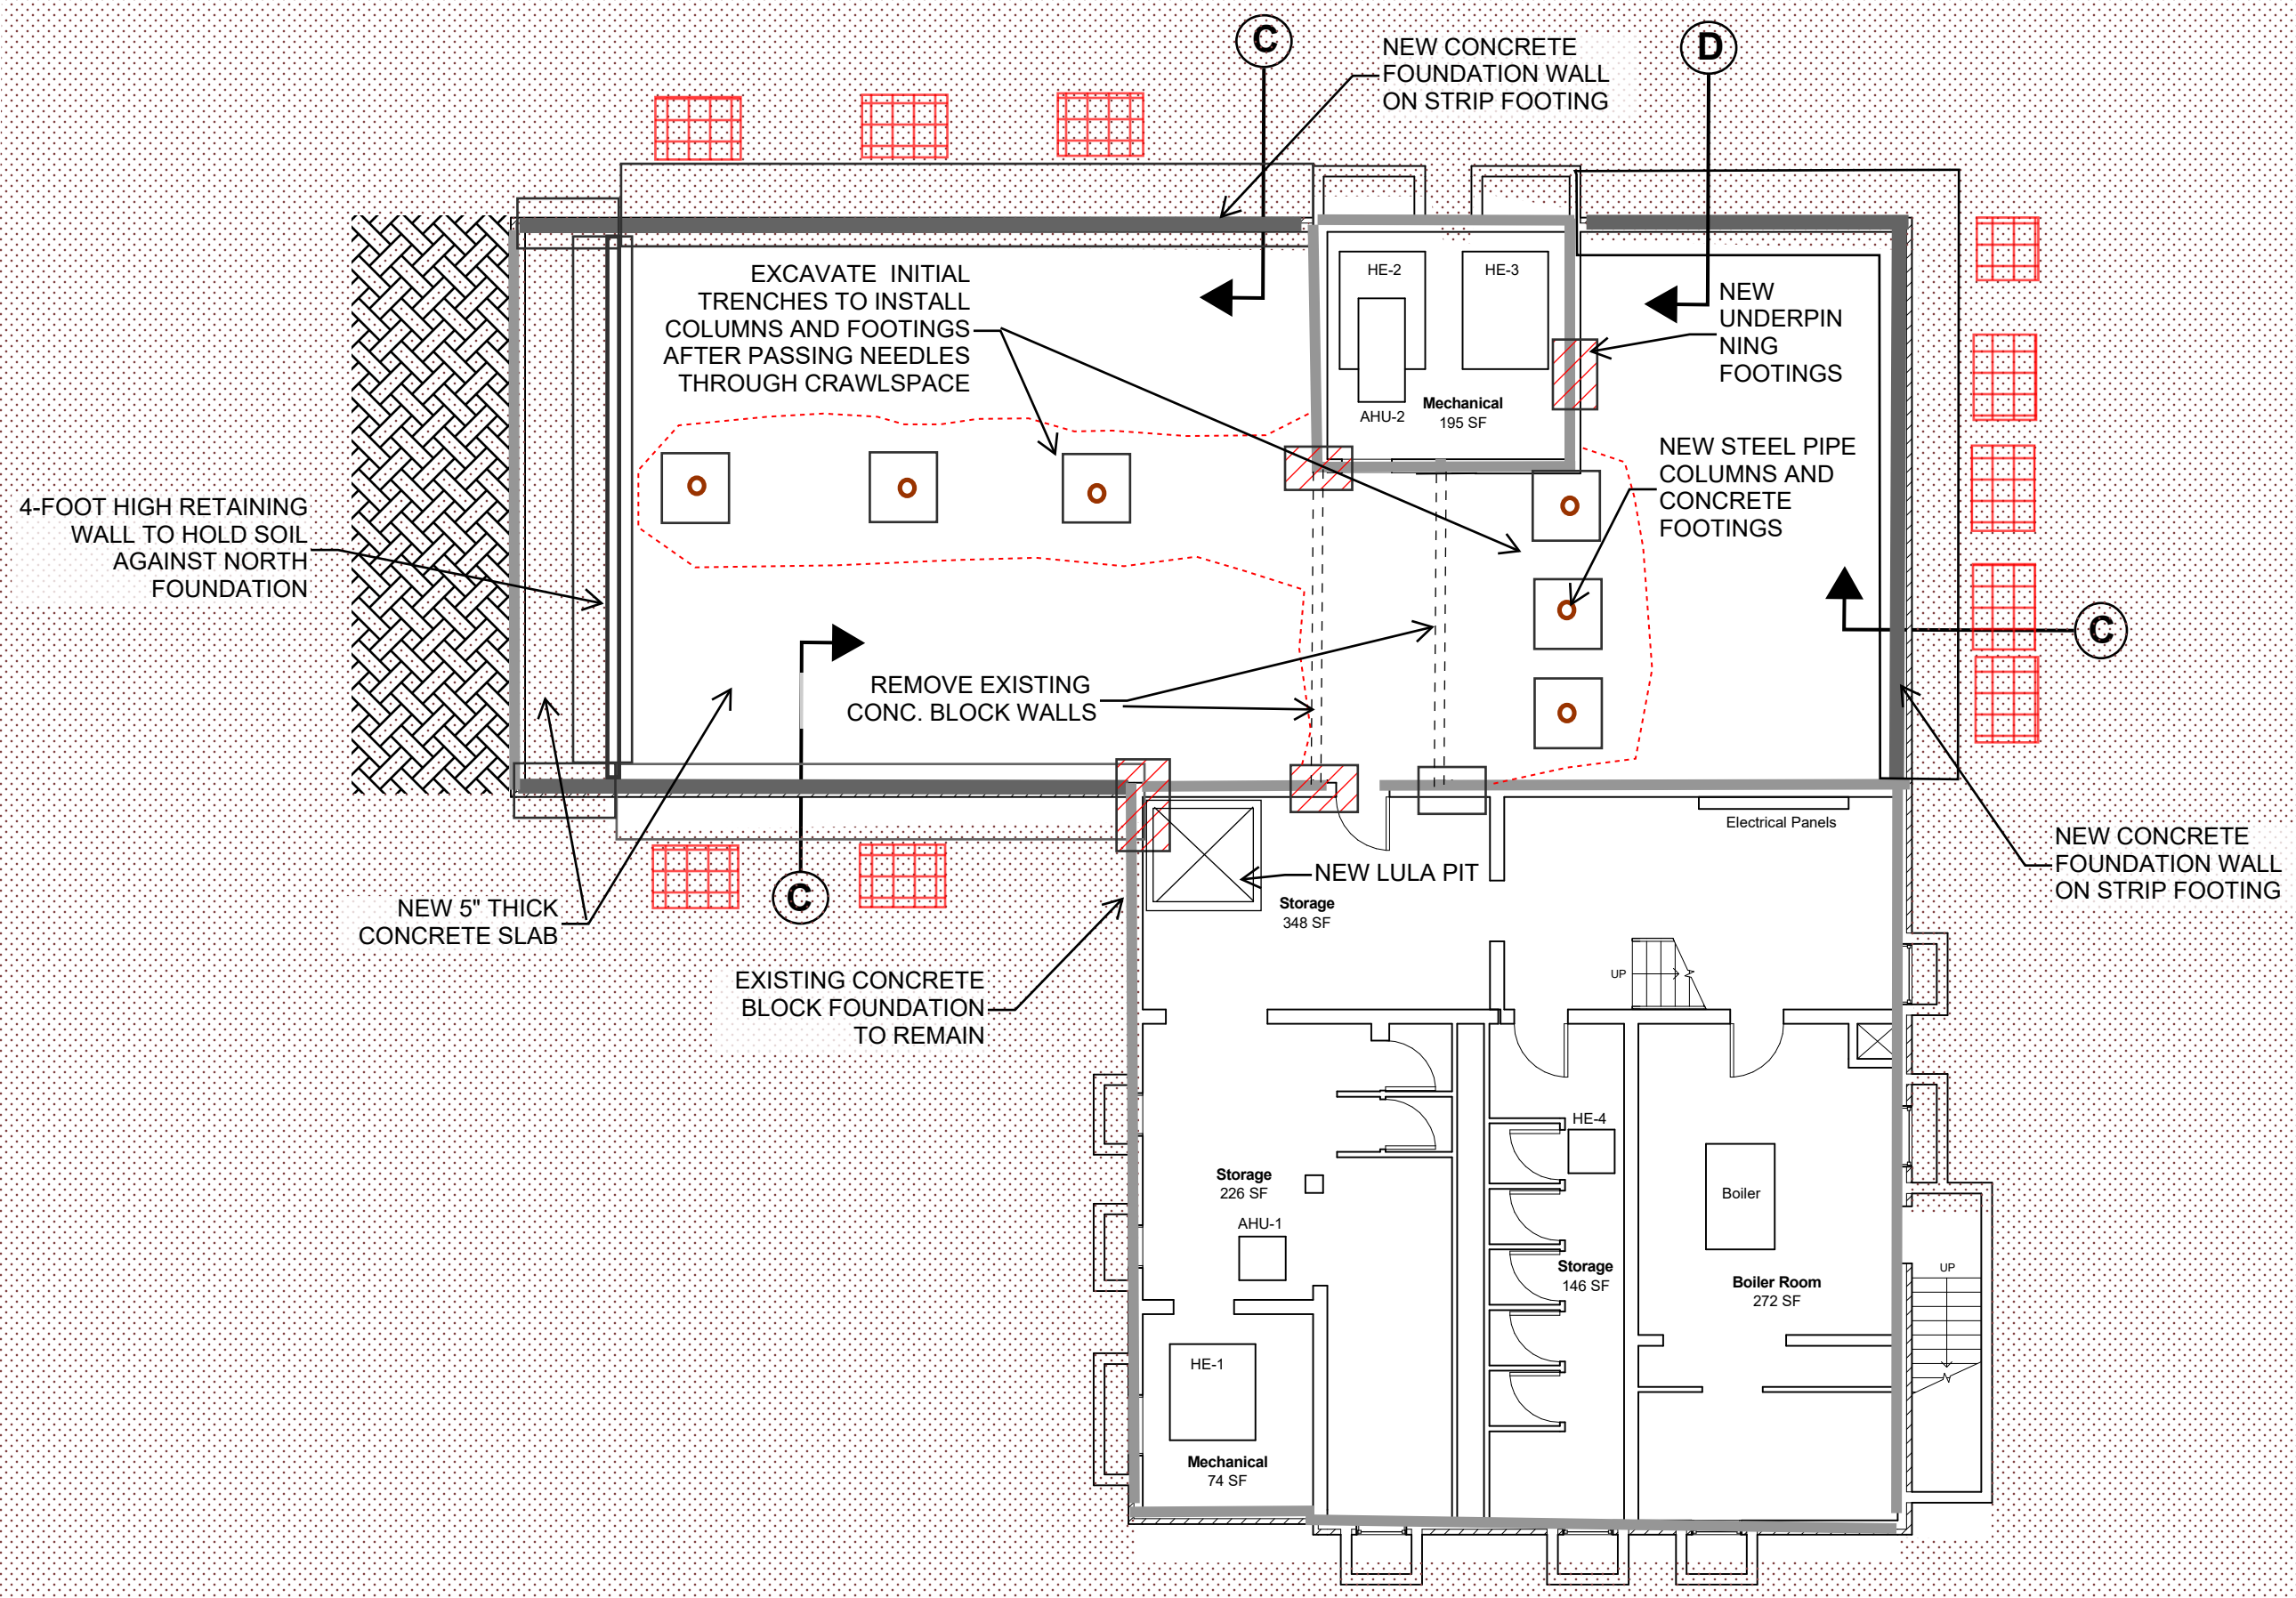 C
D
NEW CONCRETE
FOUNDATION WALL
ON STRIP FOOTING
EXCAVATE INITIAL
TRENCHES TO INSTALL
COLUMNS AND FOOTINGS
AFTER PASSING NEEDLES
THROUGH CRAWLSPACE
HE-2
HE-3
AHU-2
Mechanical
195 SF
NEW
UNDERPIN
NING
FOOTINGS
NEW STEEL PIPE
COLUMNS AND
CONCRETE
FOOTINGS
4-FOOT HIGH RETAINING
WALL TO HOLD SOIL
AGAINST NORTH
FOUNDATION
C
REMOVE EXISTING
CONC. BLOCK WALLS
Electrical Panels
NEW CONCRETE
FOUNDATION WALL
ON STRIP FOOTING
NEW LULA PIT
C
NEW 5" THICK
CONCRETE SLAB
Storage
348 SF
EXISTING CONCRETE
BLOCK FOUNDATION
TO REMAIN
UP
HE-4
Storage
226 SF
Boiler
AHU-1
Storage
146 SF
Boiler Room
272 SF
UP
HE-1
Mechanical
74 SF